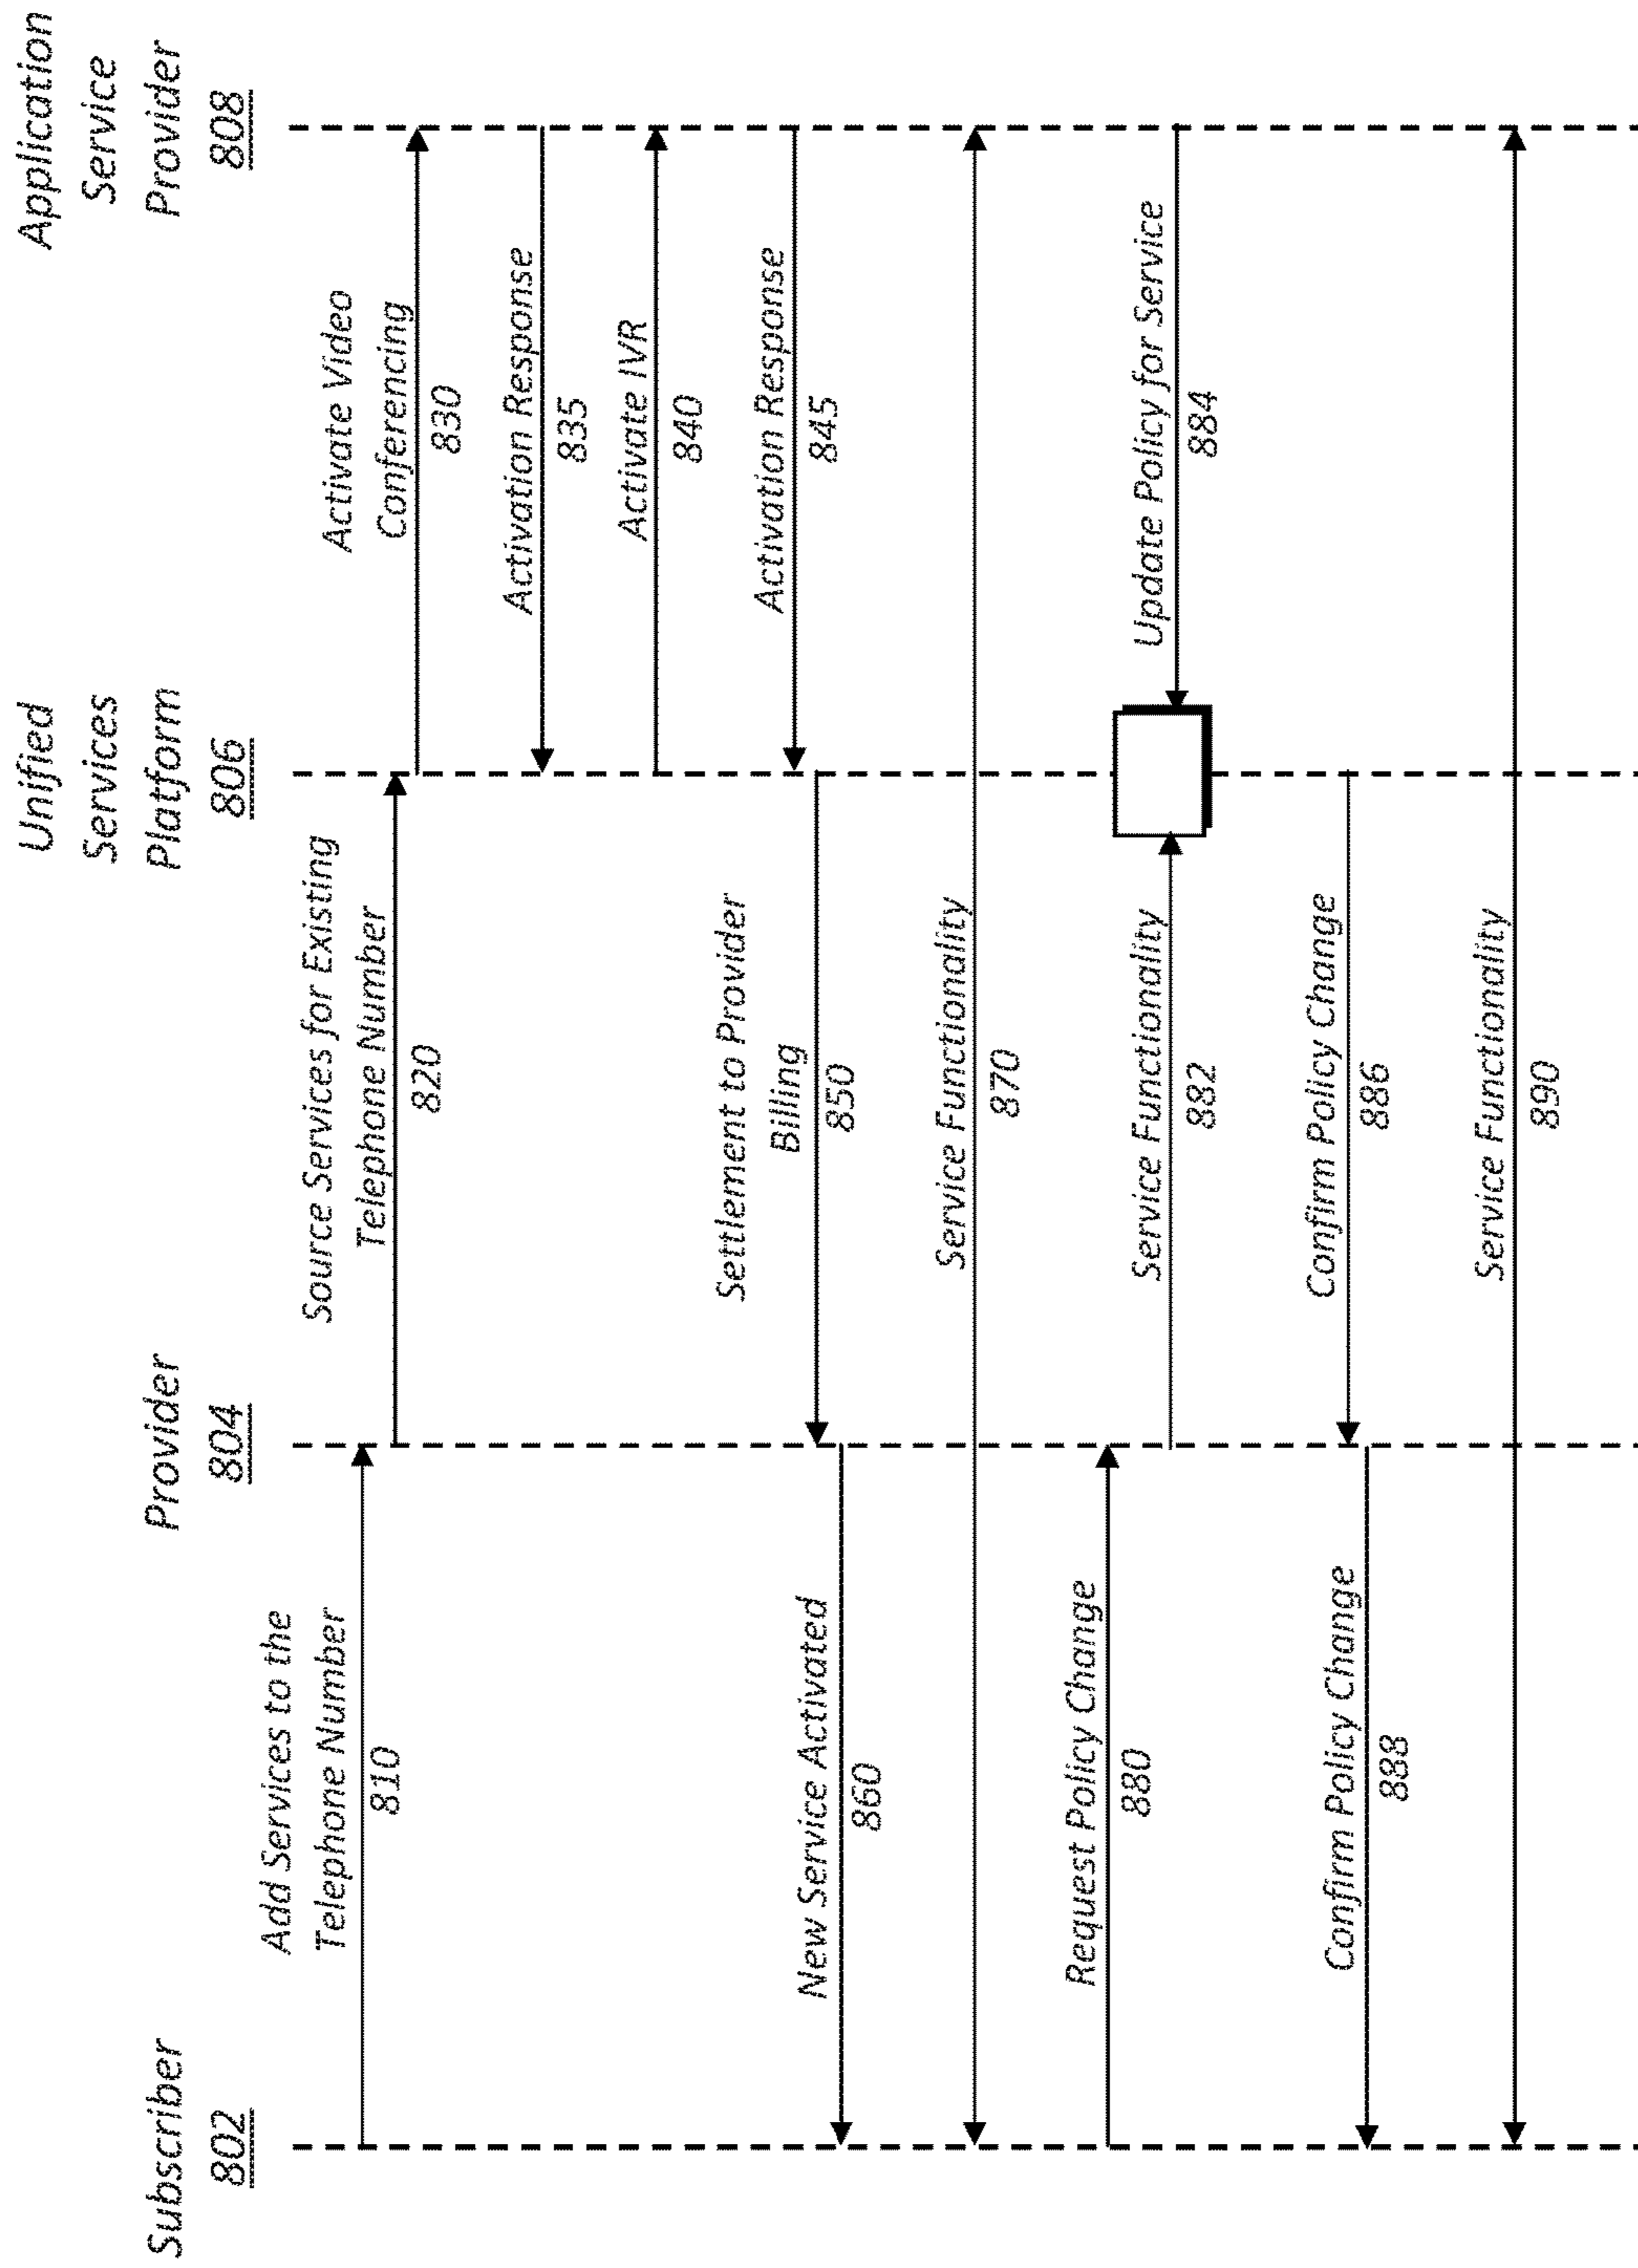 Subscriber
802
Provider
804
Unified
Services
Platform
806
Application
Service
Provider
808
Add Services to the
Telephone Number
810
Source Services for Existing
Telephone Number
820
Activate Video
Conferencing
830
Activation Response
835
Activate IVR
840
Activation Response
845
Settlement to Provider
Billing
850
New Service Activated
860
Service Functionality
870
Request Policy Change
880
Service Functionality
882
Update Policy for Service
884
Confirm Policy Change
886
Confirm Policy Change
888
Service Functionality
890